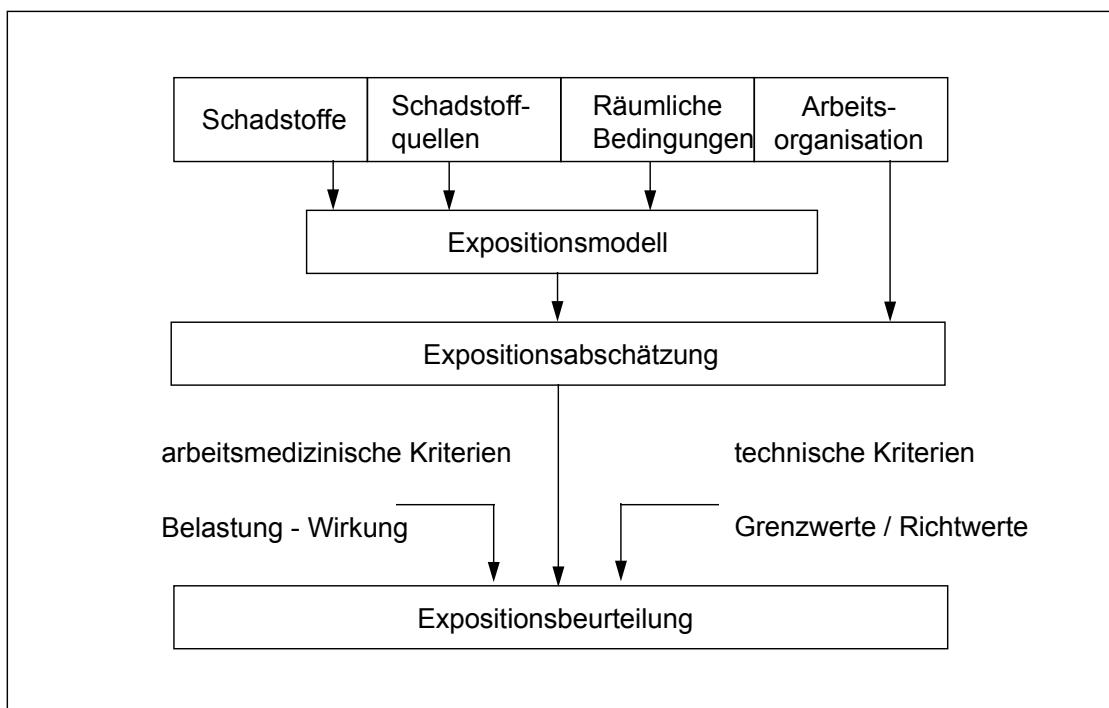 Schadstoffe
Schadstoff-
quellen
Räumliche
Bedingungen
Arbeits-
organisation
Expositionsmodell
Expositionsabschätzung
arbeitsmedizinische Kriterien
technische Kriterien
Belastung - Wirkung
Grenzwerte / Richtwerte
Expositionsbeurteilung